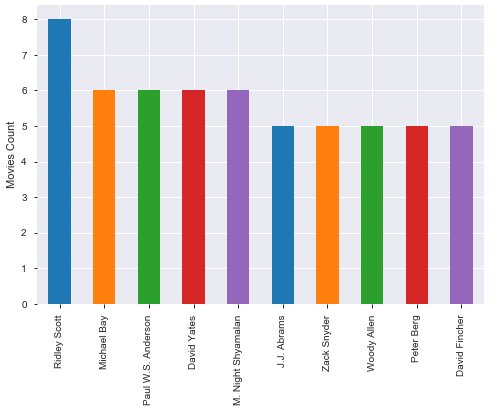 Movies Count
8
7
6
5
4
3
2
1
0
Ridley Scott
Michael Bay
Paul W.S. Anderson
David Yates
M. Night Shyamalan
J.J. Abrams
Zack Snyder
Woody Allen
Peter Berg
David Fincher